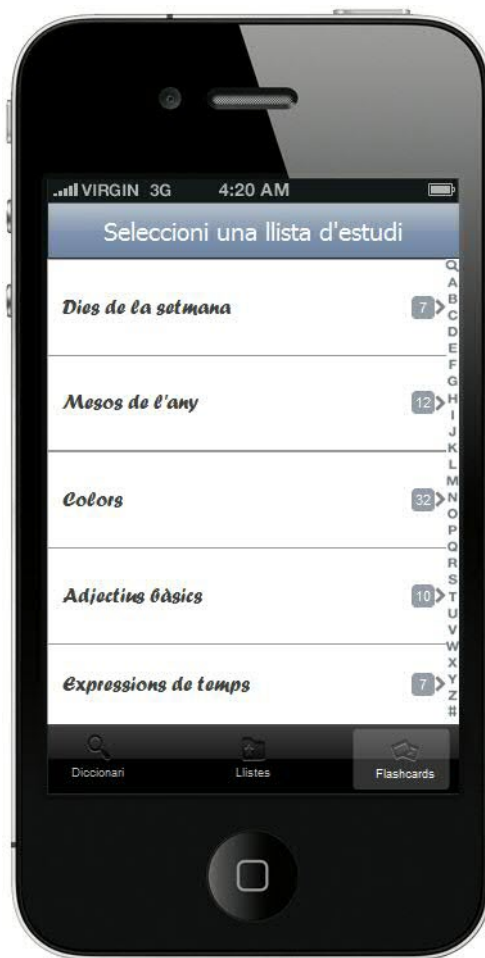 VIRGIN 3G 4:20 AM
Seleccioni una llista d'estudi
Dies de la setmana 7
Mesos de l'any 12
Colors 32
Adjectius bàsics 10
Expressions de temps 7
A
B
C
D
E
F
G
H
I
J
K
L
M
N
O
P
Q
R
S
T
U
V
W
X
Y
Z
#
Diccionari Llistes Flashcards